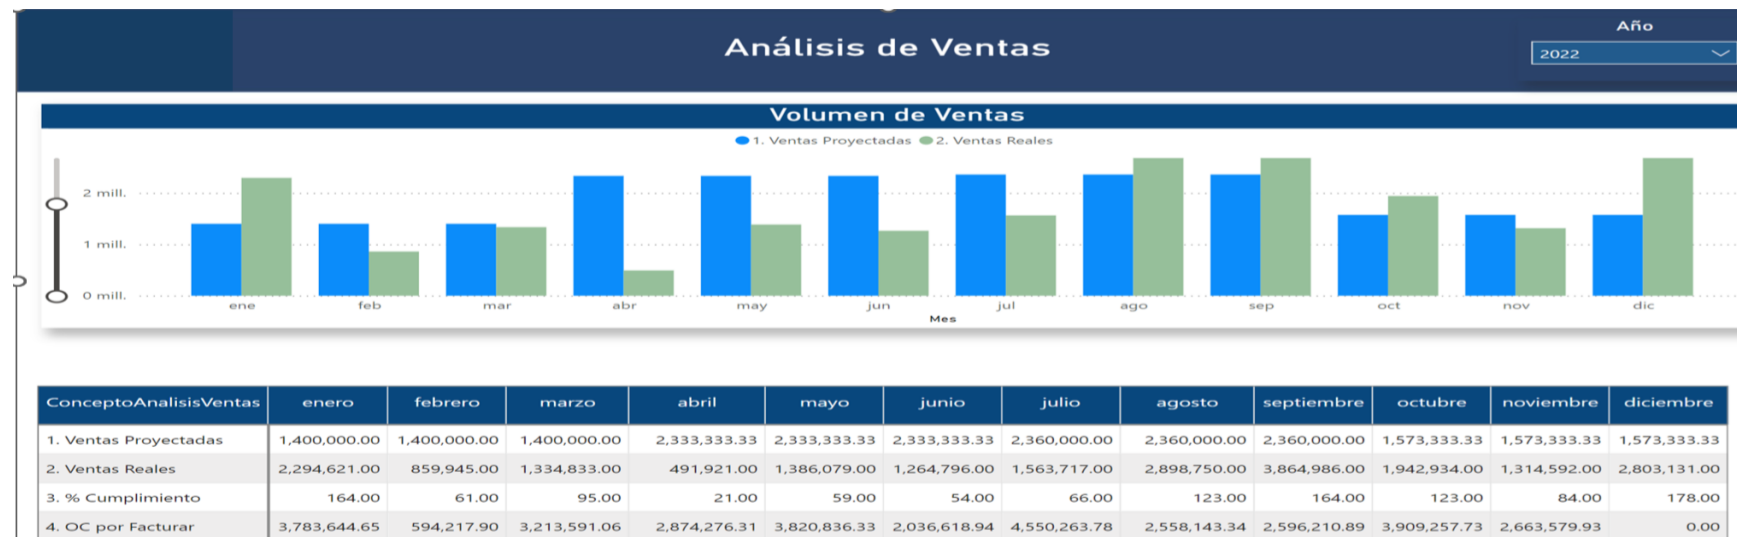 Análisis de Ventas
Año
2022
Volumen de Ventas
1. Ventas Proyectadas 2. Ventas Reales
2 mill.
1 mill.
0 mill.
ene feb mar abr may jun jul ago sep oct nov dic
Mes
ConceptoAnalisisVentas enero febrero marzo abril mayo junio julio agosto septiembre octubre noviembre diciembre
1. Ventas Proyectadas 1,400,000.00 1,400,000.00 1,400,000.00 2,333,333.33 2,333,333.33 2,333,333.33 2,360,000.00 2,360,000.00 2,360,000.00 1,573,333.33 1,573,333.33 1,573,333.33
2. Ventas Reales 2,294,621.00 859,945.00 1,334,833.00 491,921.00 1,386,079.00 1,264,796.00 1,563,717.00 2,898,750.00 3,864,986.00 1,942,934.00 1,314,592.00 2,803,131.00
3. % Cumplimiento 164.00 61.00 95.00 21.00 59.00 54.00 66.00 123.00 164.00 123.00 84.00 178.00
4. OC por Facturar 3,783,644.65 594,217.90 3,213,591.06 2,874,276.31 3,820,836.33 2,036,618.94 4,550,263.78 2,558,143.34 2,596,210.89 3,909,257.73 2,663,579.93 0.00